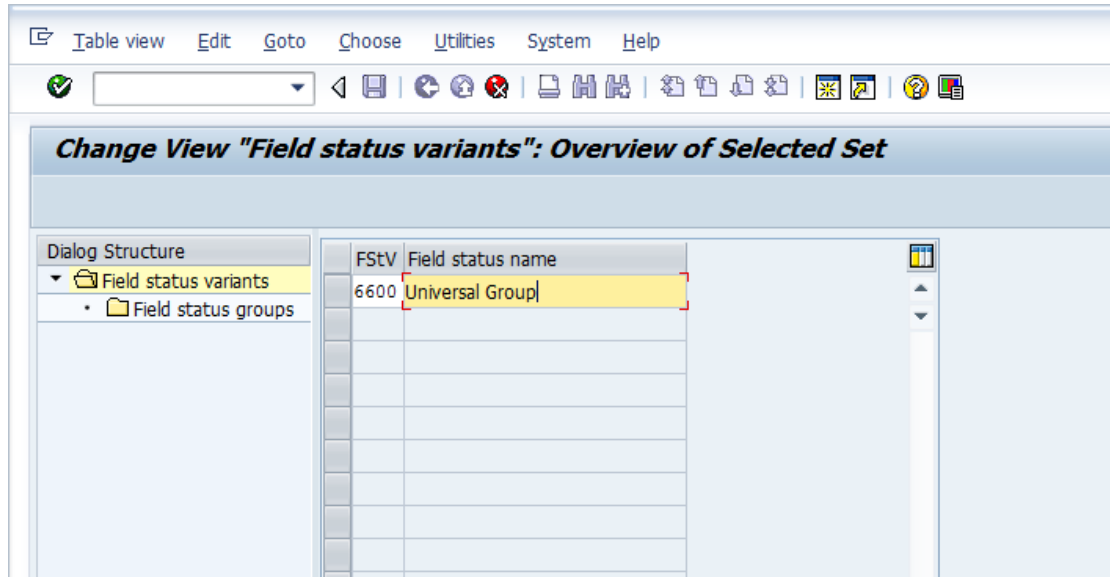 Table view Edit Goto Choose Utilities System Help
Change View "Field status variants": Overview of Selected Set
Dialog Structure
Field status variants
Field status groups
FStV Field status name
6600 Universal Group